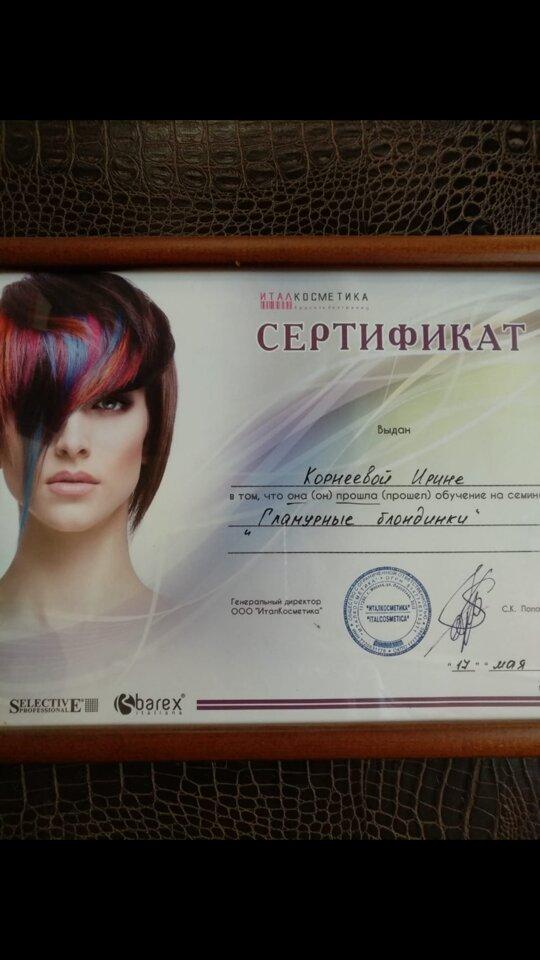 ИТАЛКОСМЕТИКА
СЕРТИФИКАТ
Выдан
Корнеевой Ирине
в том, что она (он) прошла (прошел) обучение на семин
"Гламурные блондинки"
Генеральный директор
ООО "ИталКосметика"
"ИТАЛКОСМЕТИКА"
"ITALCOSMETICA"
С.К. Попо
"17" мая
SELECTIVE
PROFESSIONAL
barex
italiana